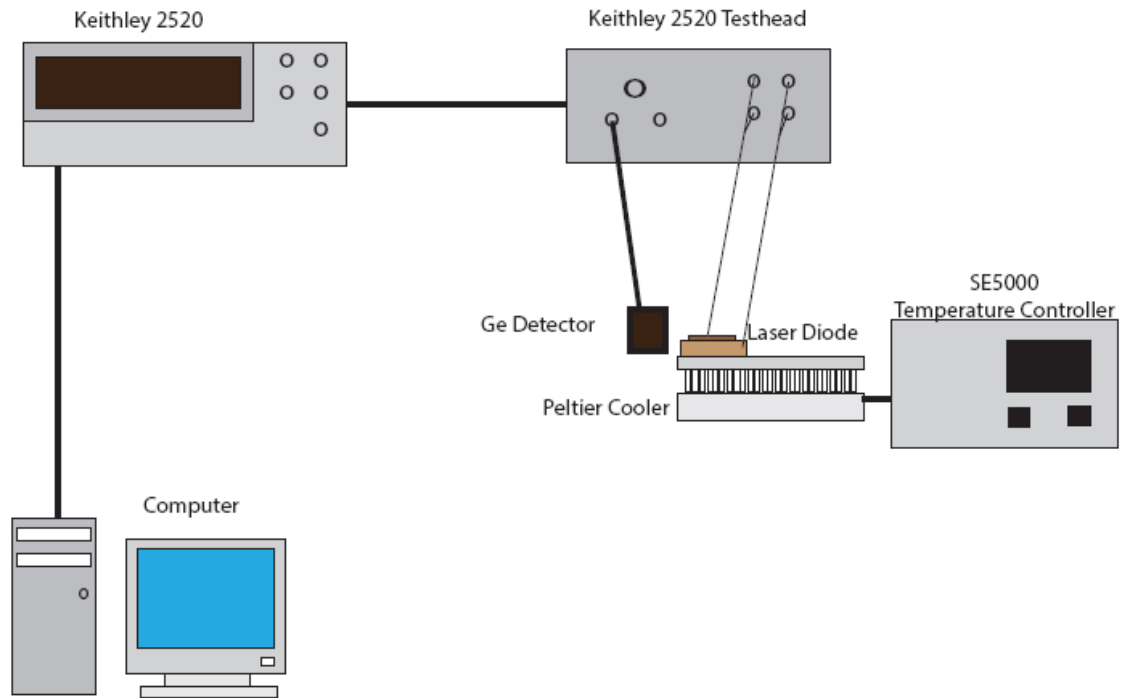 Keithley 2520
Keithley 2520 Testhead
SE5000
Temperature Controller
Ge Detector
Laser Diode
Peltier Cooler
Computer